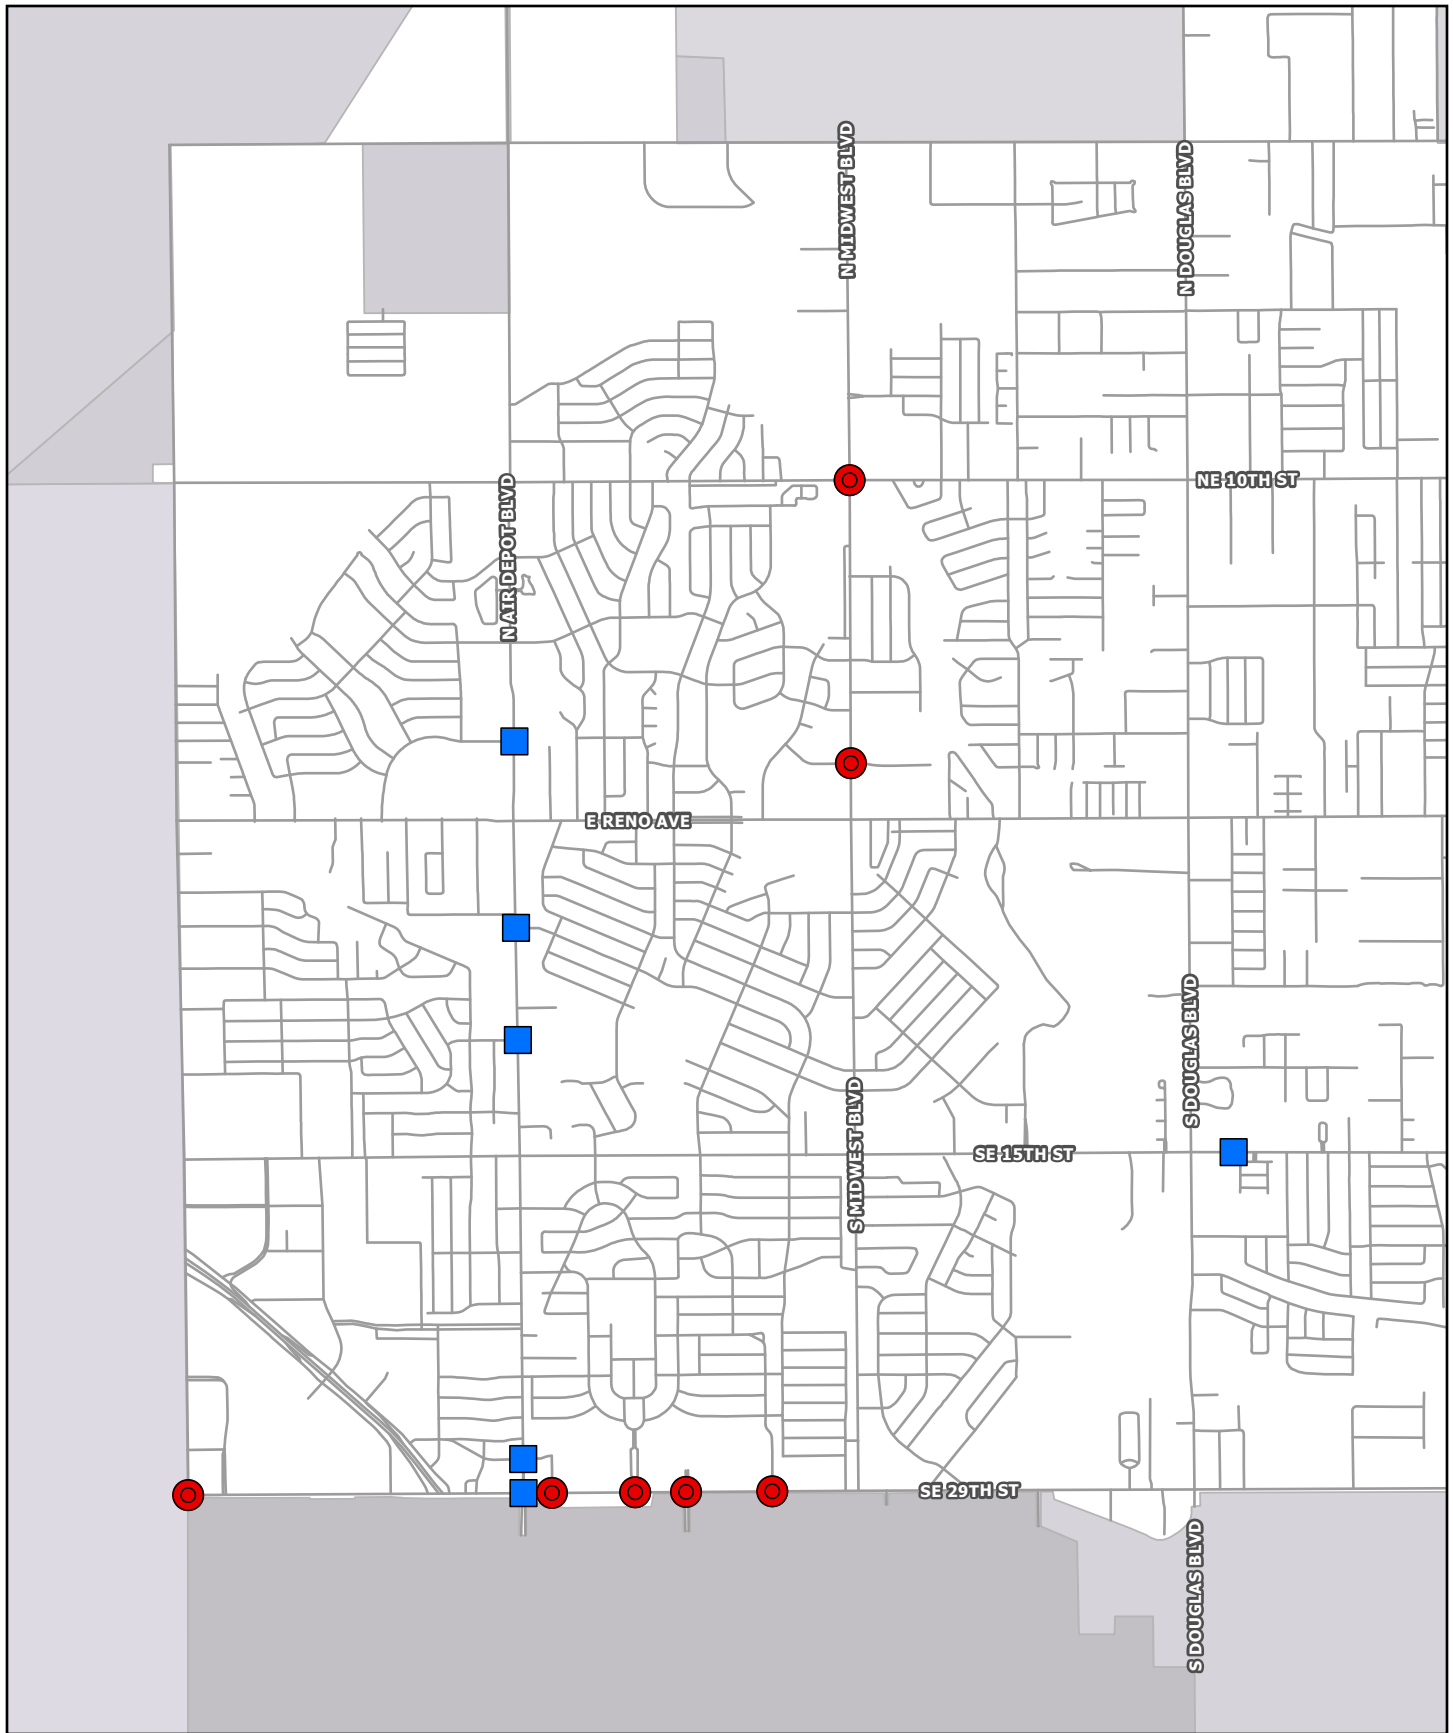 N MIDWEST BLVD
N DOUGLAS BLVD
NE 10TH ST
N AIR DEPOT BLVD
E RENO AVE
S DOUGLAS BLVD
S MIDWEST BLVD
SE 15TH ST
SE 29TH ST
S DOUGLAS BLVD